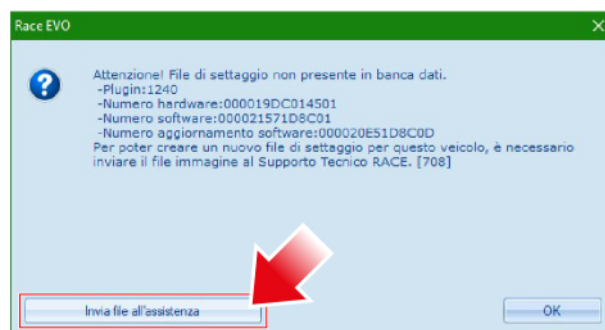 Race EVO
Attenzione! File di settaggio non presente in banca dati.
-Plugin:1240
-Numero hardware:000019DC014501
-Numero software:000021571D8C01
-Numero aggiornamento software:000020E51D8C0D
Per poter creare un nuovo file di settaggio per questo veicolo, è necessario
inviare il file immagine al Supporto Tecnico RACE. [708]
Invia file all'assistenza
OK